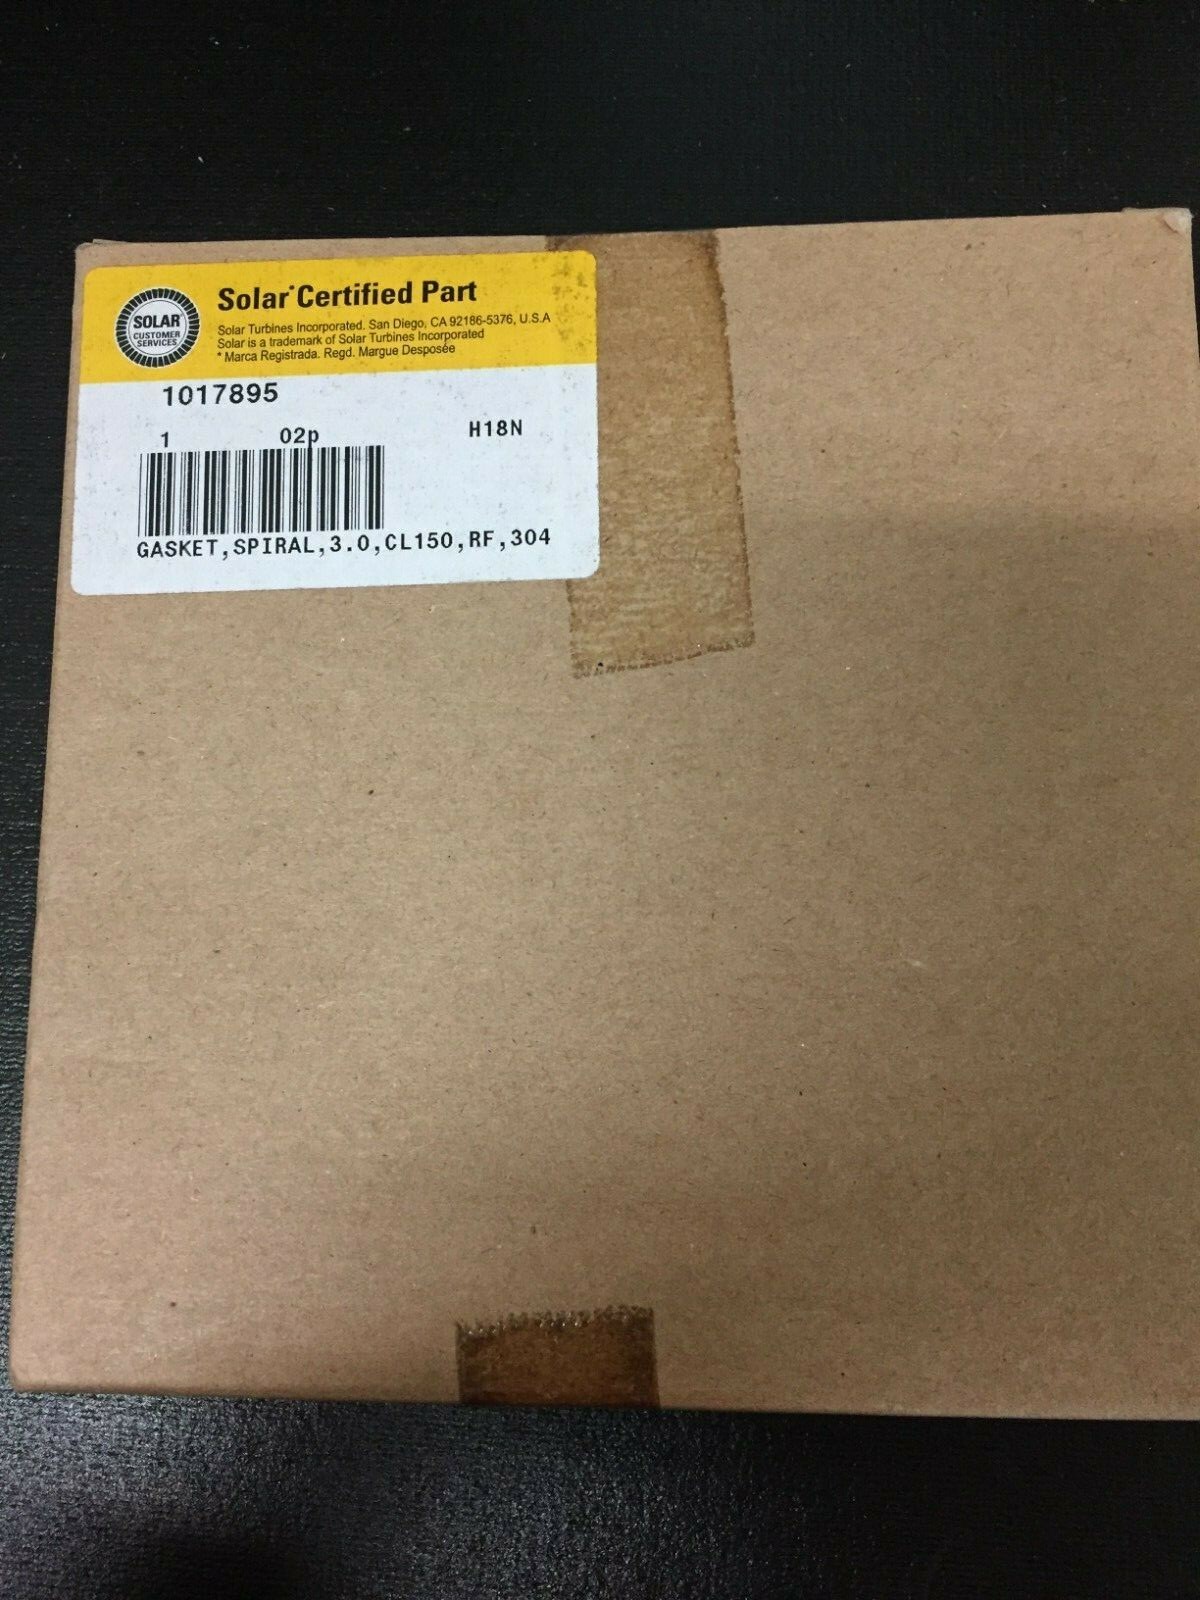 SOLAR
CUSTOMER
SERVICES
Solar* Certified Part
Solar Turbines Incorporated. San Diego, CA 92186-5376, U.S.A
Solar is a trademark of Solar Turbines Incorporated
* Marca Registrada. Regd. Margue Desposée
1017895
1 02p H18N
GASKET,SPIRAL,3.0,CL150,RF,304